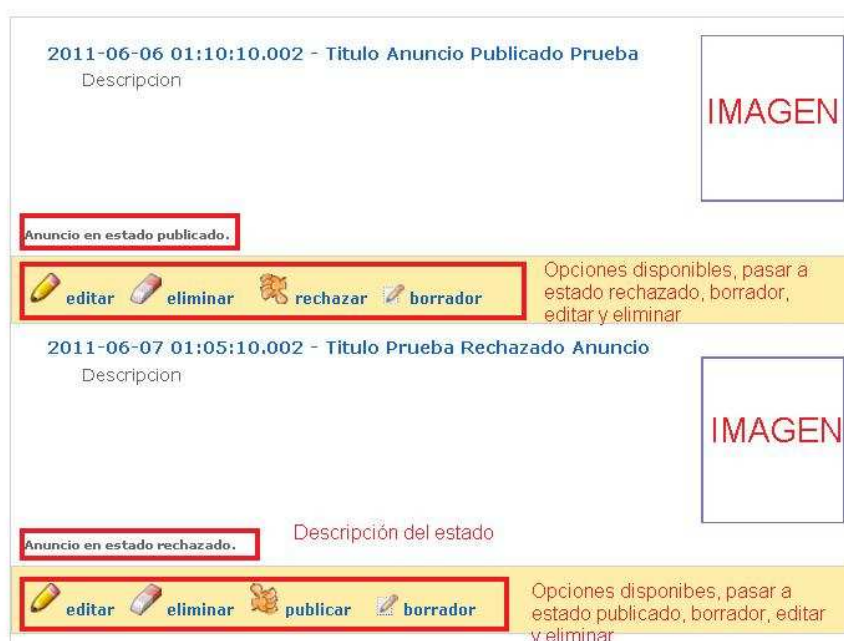 2011-06-06 01:10:10.002 - Titulo Anuncio Publicado Prueba
Descripcion
IMAGEN
Anuncio en estado publicado.
editar eliminar rechazar borrador
Opciones disponibles, pasar a
estado rechazado, borrador,
editar y eliminar
2011-06-07 01:05:10.002 - Titulo Prueba Rechazado Anuncio
Descripcion
IMAGEN
Descripción del estado
Anuncio en estado rechazado.
editar eliminar publicar borrador
Opciones disponibes, pasar a
estado publicado, borrador, editar
y eliminar